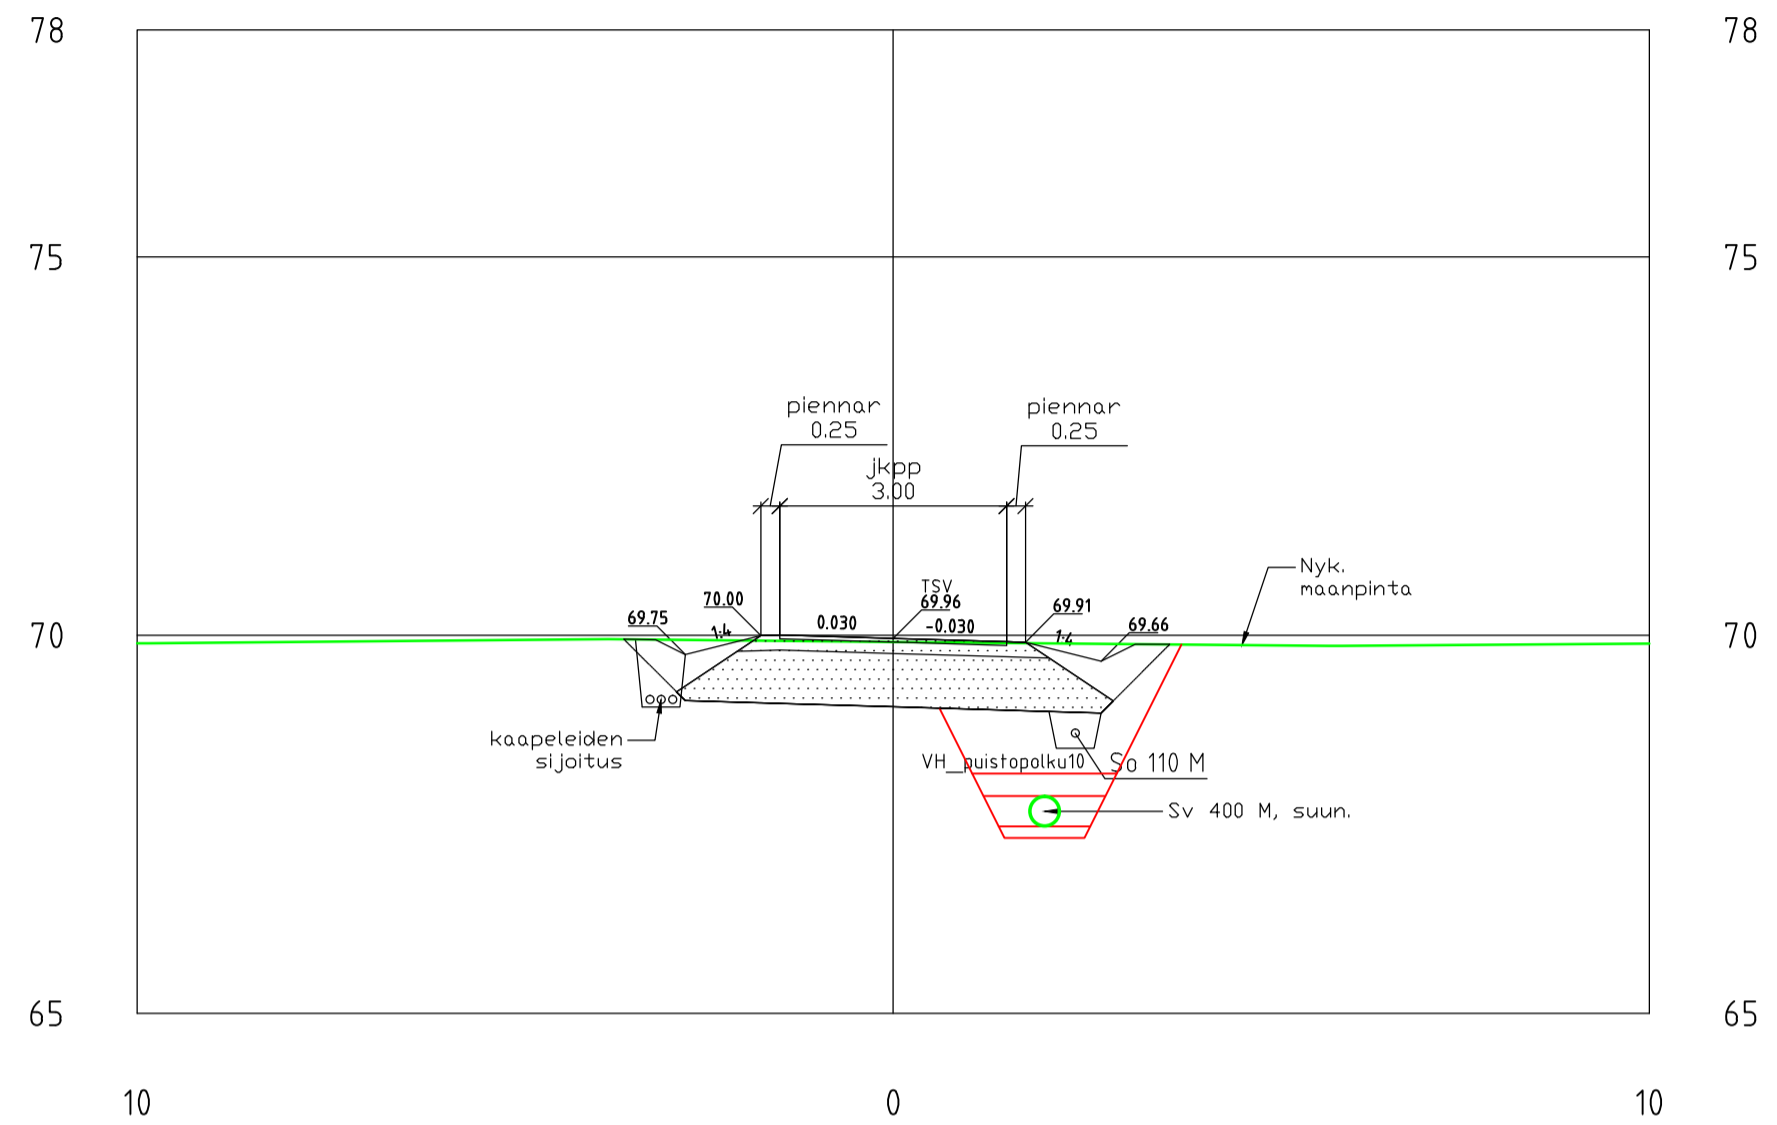 78
78
75
75
piennar
0.25
piennar
0.25
jkpp
3.00
Nyk.
maanpinta
TSV
69.96
70.00
69.91
69.75
1:4
0.030
-0.030
1:4
69.66
70
70
kaapeleiden
sijoitus
VH_puistopolku10
So 110 M
Sv 400 M, suun.
65
65
10
0
10